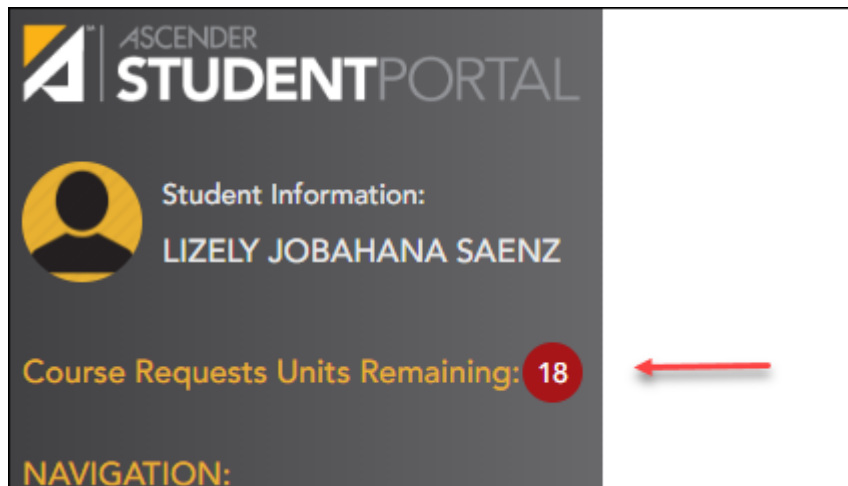 ASCENDER
STUDENTPORTAL
Student Information:
LIZELY JOBAHANA SAENZ
Course Requests Units Remaining: 18
NAVIGATION: